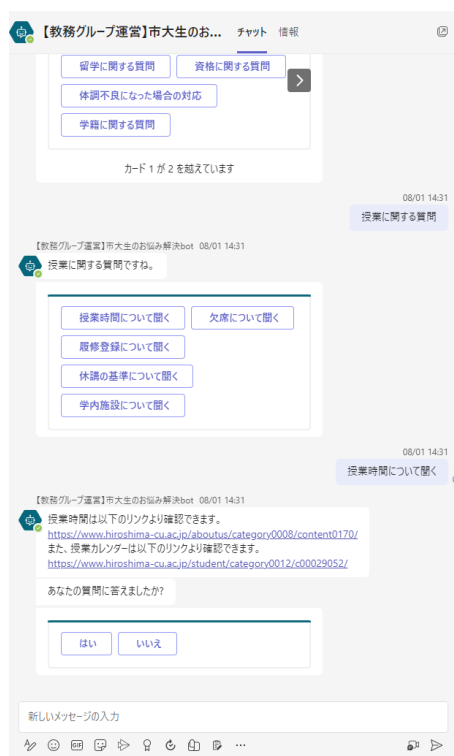 【教務グループ運営】市大生のお... チャット 情報
留学に関する質問 資格に関する質問
体調不良になった場合の対応
学籍に関する質問
カード 1 が 2 を越えています
08/01 14:31
授業に関する質問
【教務グループ運営】市大生のお悩み解決bot 08/01 14:31
授業に関する質問ですね。
授業時間について聞く 欠席について聞く
履修登録について聞く
休講の基準について聞く
学内施設について聞く
08/01 14:31
授業時間について聞く
【教務グループ運営】市大生のお悩み解決bot 08/01 14:31
授業時間は以下のリンクより確認できます。
https://www.hiroshima-cu.ac.jp/aboutus/category0008/content0170/
また、授業カレンダーは以下のリンクより確認できます。
https://www.hiroshima-cu.ac.jp/student/category0012/c00029052/
あなたの質問に答えましたか?
はい いいえ
新しいメッセージの入力
GIF